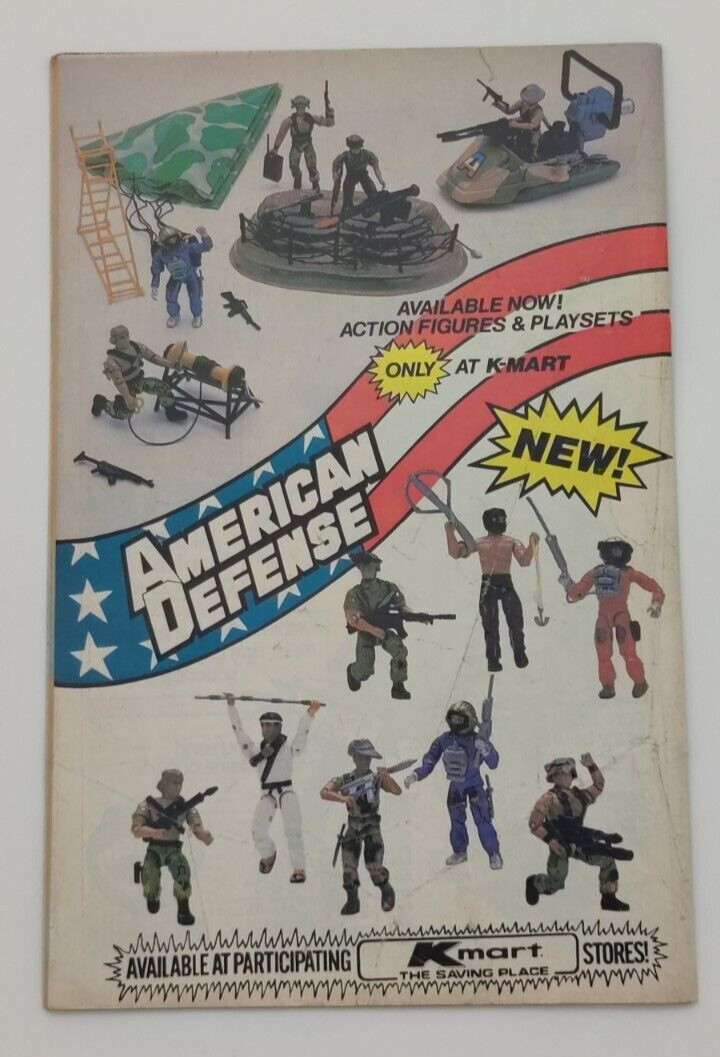 A
AVAILABLE NOW!
ACTION FIGURES & PLAYSETS
ONLY AT K-MART
NEW!
AMERICAN
DEFENSE
AVAILABLE AT PARTICIPATING Kmart STORES!
THE SAVING PLACE